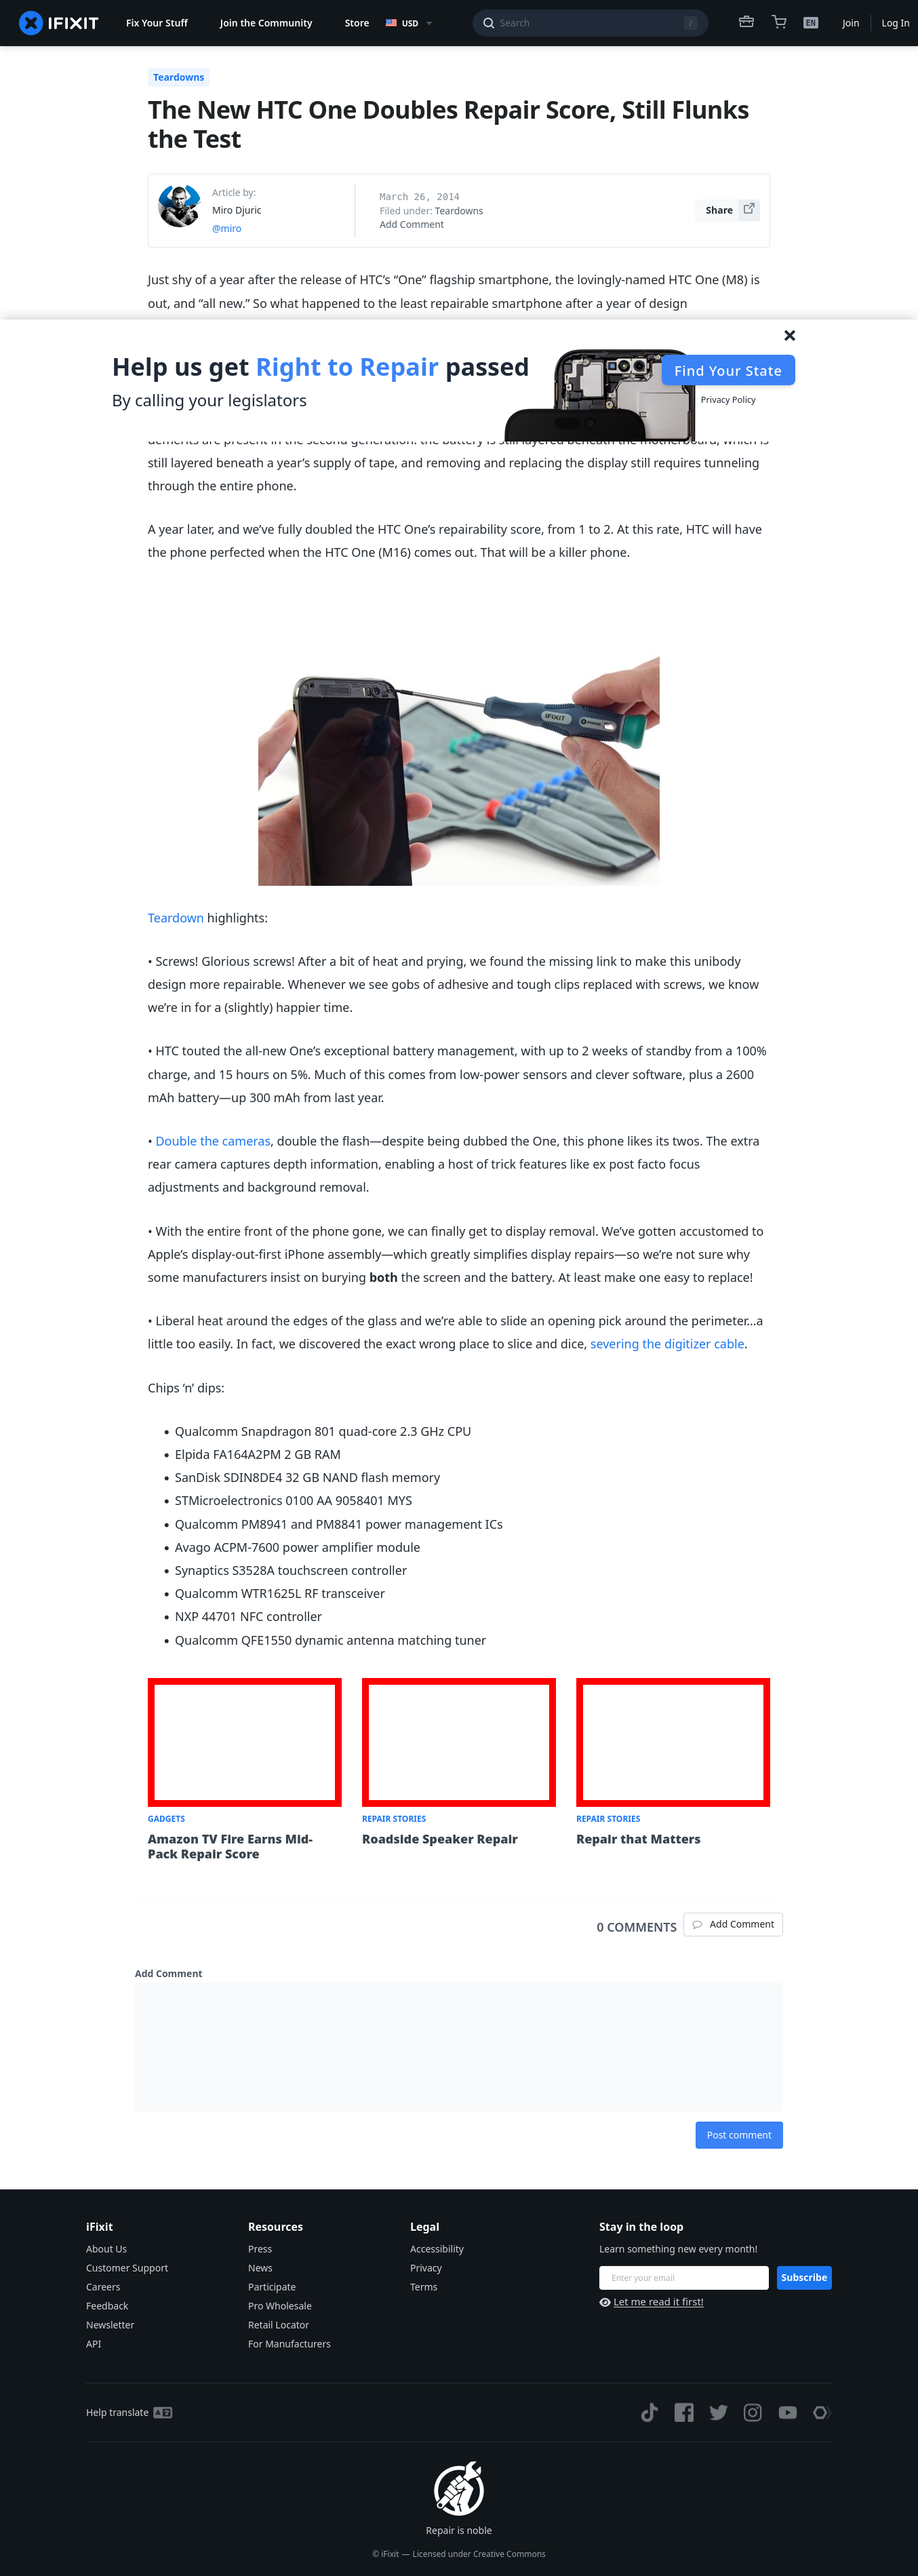 IFIXIT
Fix Your Stuff
Join the Community
Store
USD
Search
/
EN
Join
Log In
Teardowns
The New HTC One Doubles Repair Score, Still Flunks
the Test
Article by:
Miro Djuric
@miro
March 26, 2014
Filed under: Teardowns
Add Comment
Share
Just shy of a year after the release of HTC’s “One” flagship smartphone, the lovingly-named HTC One (M8) is
out, and “all new.” So what happened to the least repairable smartphone after a year of design
Help us get Right to Repair passed
By calling your legislators
Find Your State
Privacy Policy
still layered beneath a year’s supply of tape, and removing and replacing the display still requires tunneling
through the entire phone.
A year later, and we’ve fully doubled the HTC One’s repairability score, from 1 to 2. At this rate, HTC will have
the phone perfected when the HTC One (M16) comes out. That will be a killer phone.
IFIXIT
Teardown highlights:
• Screws! Glorious screws! After a bit of heat and prying, we found the missing link to make this unibody
design more repairable. Whenever we see gobs of adhesive and tough clips replaced with screws, we know
we’re in for a (slightly) happier time.
• HTC touted the all-new One’s exceptional battery management, with up to 2 weeks of standby from a 100%
charge, and 15 hours on 5%. Much of this comes from low-power sensors and clever software, plus a 2600
mAh battery—up 300 mAh from last year.
• Double the cameras, double the flash—despite being dubbed the One, this phone likes its twos. The extra
rear camera captures depth information, enabling a host of trick features like ex post facto focus
adjustments and background removal.
• With the entire front of the phone gone, we can finally get to display removal. We’ve gotten accustomed to
Apple’s display-out-first iPhone assembly—which greatly simplifies display repairs—so we’re not sure why
some manufacturers insist on burying both the screen and the battery. At least make one easy to replace!
• Liberal heat around the edges of the glass and we’re able to slide an opening pick around the perimeter…a
little too easily. In fact, we discovered the exact wrong place to slice and dice, severing the digitizer cable.
Chips ‘n’ dips:
• Qualcomm Snapdragon 801 quad-core 2.3 GHz CPU
• Elpida FA164A2PM 2 GB RAM
• SanDisk SDIN8DE4 32 GB NAND flash memory
• STMicroelectronics 0100 AA 9058401 MYS
• Qualcomm PM8941 and PM8841 power management ICs
• Avago ACPM-7600 power amplifier module
• Synaptics S3528A touchscreen controller
• Qualcomm WTR1625L RF transceiver
• NXP 44701 NFC controller
• Qualcomm QFE1550 dynamic antenna matching tuner
GADGETS
Amazon TV Fire Earns Mid-
Pack Repair Score
REPAIR STORIES
Roadside Speaker Repair
REPAIR STORIES
Repair that Matters
0 COMMENTS
Add Comment
Add Comment
Post comment
iFixit
About Us
Customer Support
Careers
Feedback
Newsletter
API
Resources
Press
News
Participate
Pro Wholesale
Retail Locator
For Manufacturers
Legal
Accessibility
Privacy
Terms
Stay in the loop
Learn something new every month!
Enter your email
Subscribe
Let me read it first!
Help translate
Repair is noble
© iFixit — Licensed under Creative Commons